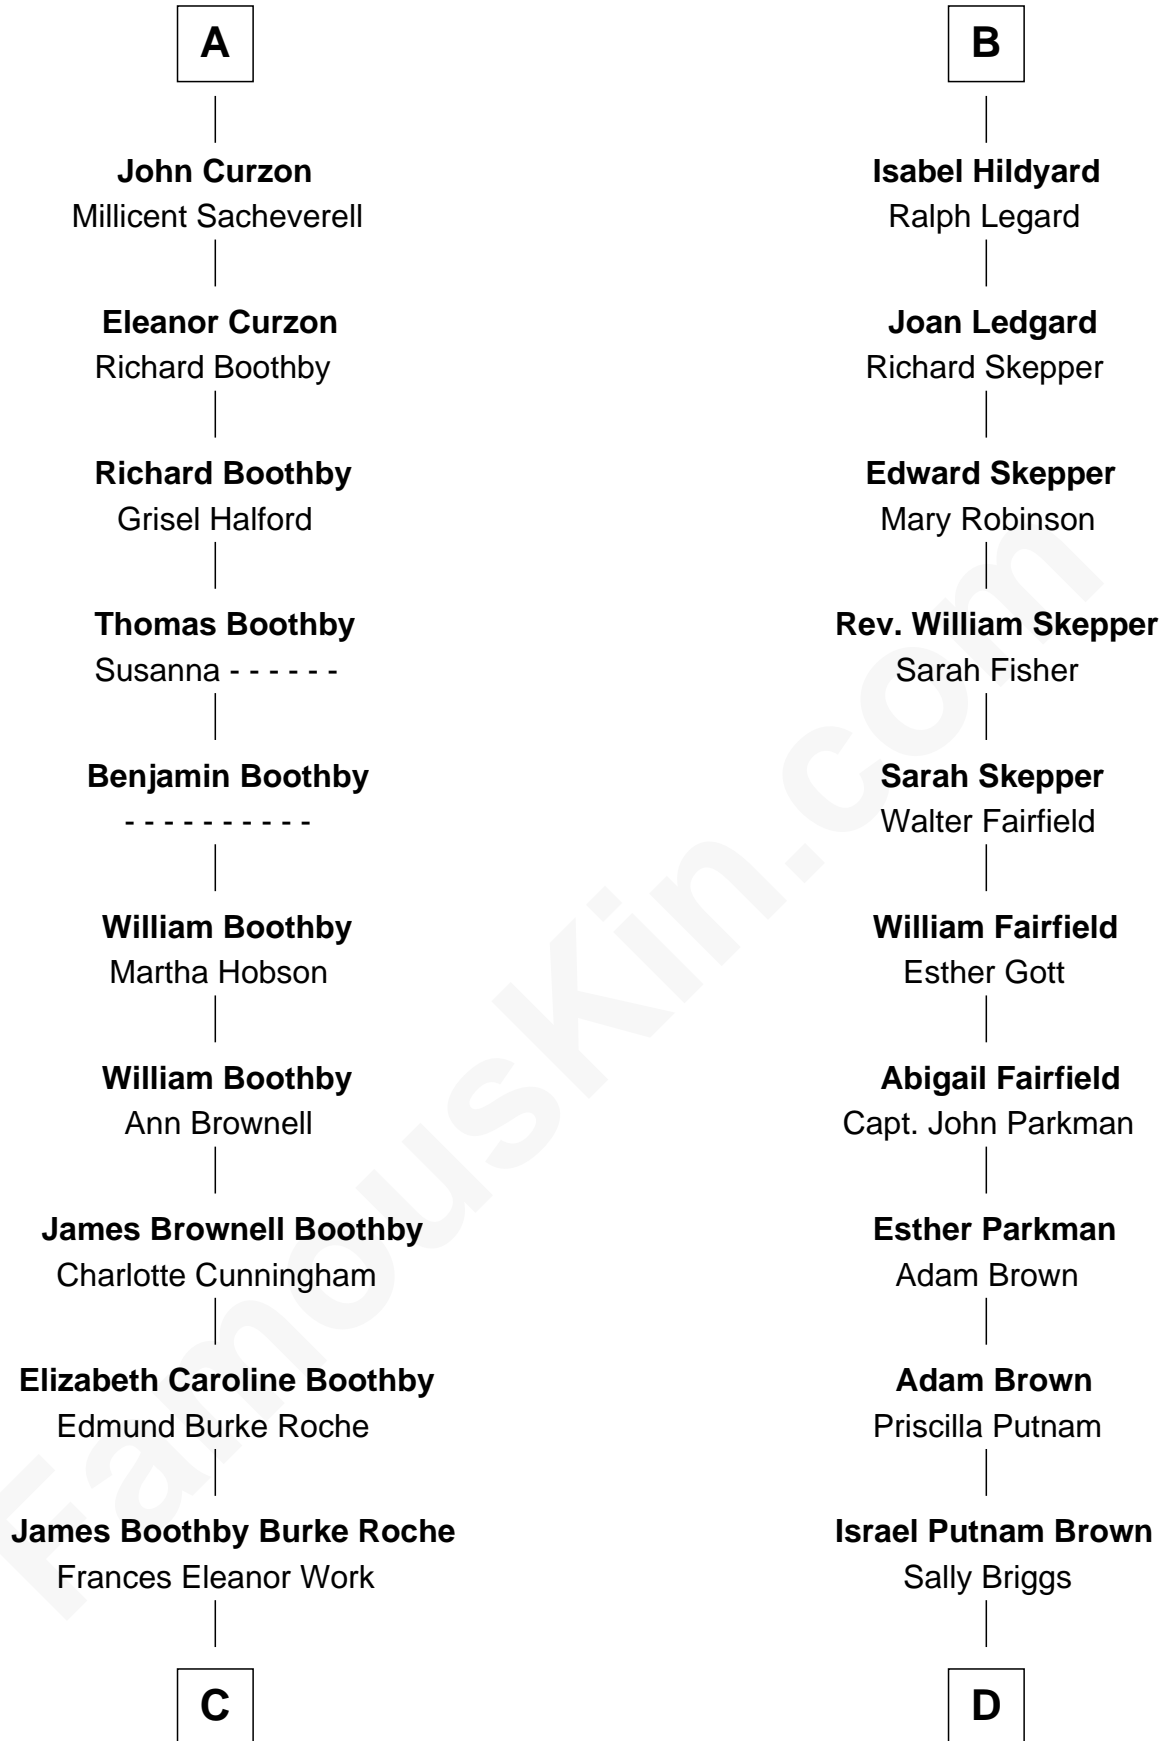 A
John Curzon
Millicent Sacheverell
Eleanor Curzon
Richard Boothby
Richard Boothby
Grisel Halford
Thomas Boothby
Susanna - - - - - -
Benjamin Boothby
- - - - - - - - - -
William Boothby
Martha Hobson
William Boothby
Ann Brownell
James Brownell Boothby
Charlotte Cunningham
Elizabeth Caroline Boothby
Edmund Burke Roche
James Boothby Burke Roche
Frances Eleanor Work
C
B
Isabel Hildyard
Ralph Legard
Joan Ledgard
Richard Skepper
Edward Skepper
Mary Robinson
Rev. William Skepper
Sarah Fisher
Sarah Skepper
Walter Fairfield
William Fairfield
Esther Gott
Abigail Fairfield
Capt. John Parkman
Esther Parkman
Adam Brown
Adam Brown
Priscilla Putnam
Israel Putnam Brown
Sally Briggs
D
FamousKin.com